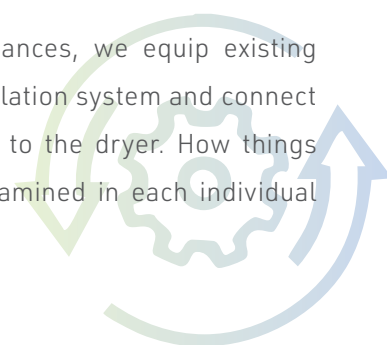 ances, we equip existing
lation system and connect
to the dryer. How things
amined in each individual